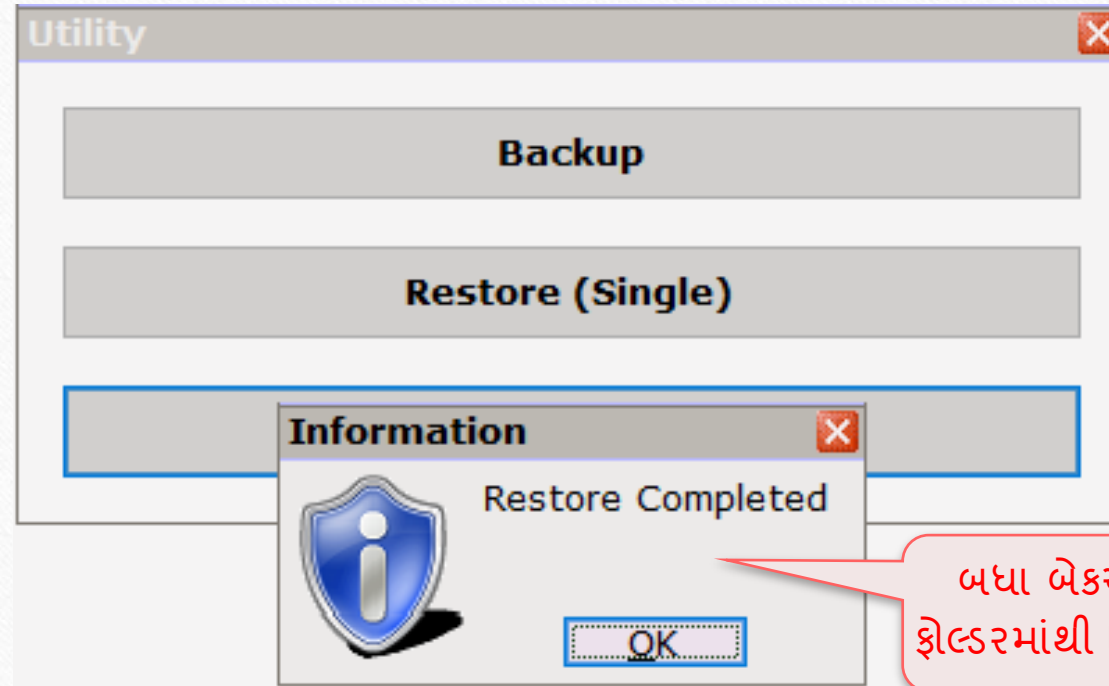 Utility
Backup
Restore (Single)
Information
Restore Completed
OK
બધા
ફોલ્ડરમાંથી